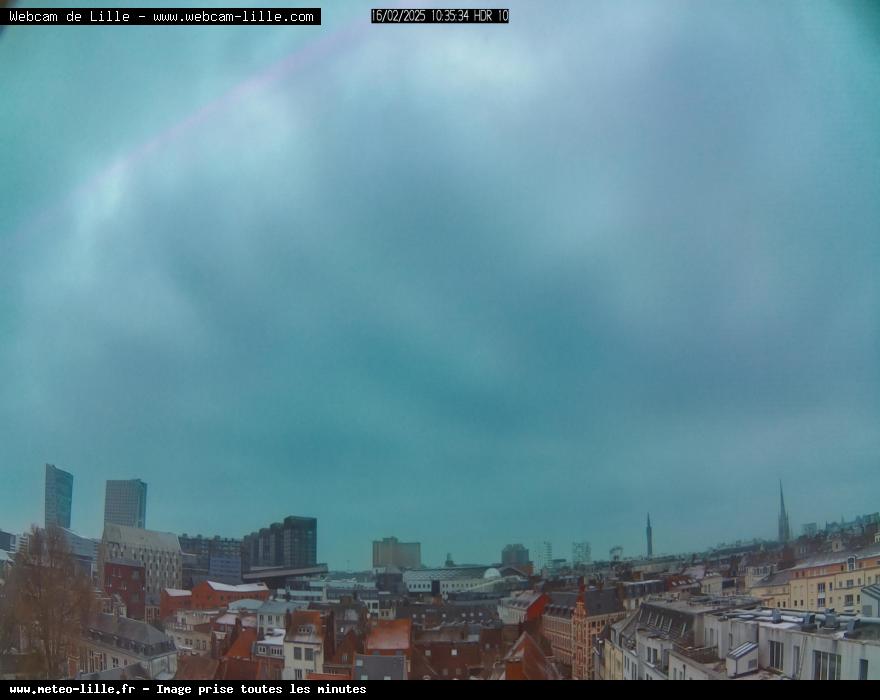 Webcam de Lille - www.webcam-lille.com
16/02/2025 10:35:34 HDR 10
www.meteo-lille.fr - Image prise toutes les minutes